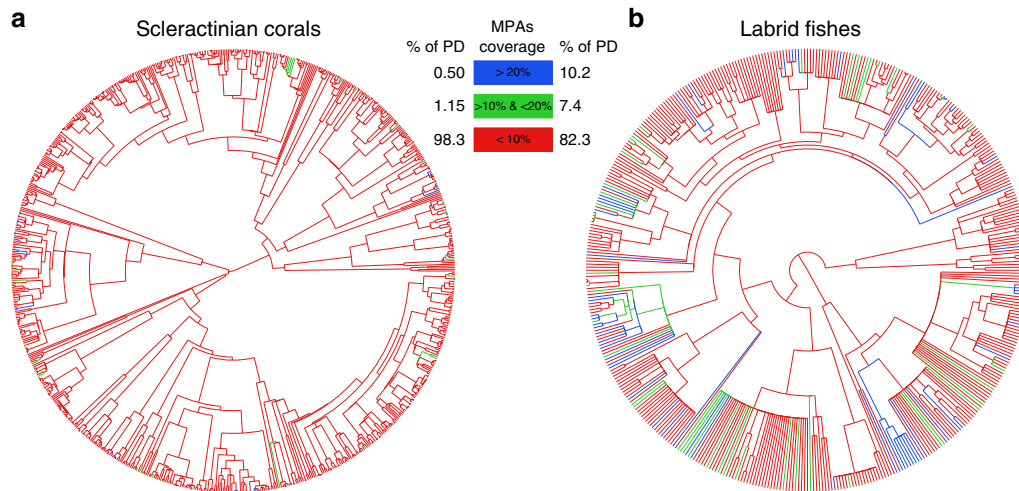 a
Scleractinian corals
% of PD
MPAs
coverage
% of PD
0.50
> 20%
10.2
1.15
>10% & <20%
7.4
98.3
< 10%
82.3
b
Labrid fishes